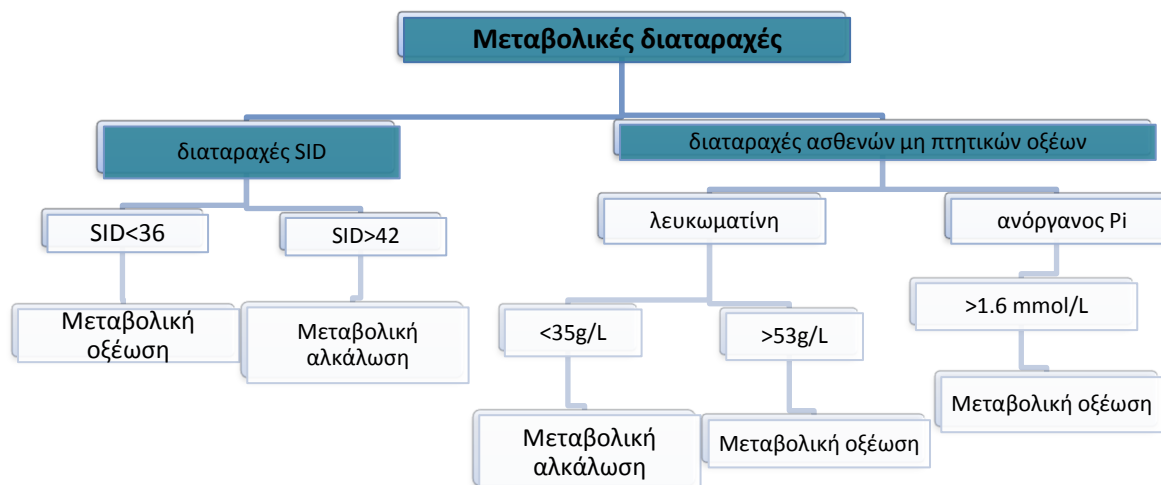 Μεταβολικές διαταραχές
διαταραχές SID
διαταραχές ασθενών μη πτητικών οξέων
SID<36
SID>42
λευκωματίνη
ανόργανος Pi
Μεταβολική
οξέωση
Μεταβολική
αλκάλωση
<35g/L
>53g/L
>1.6 mmol/L
Μεταβολική
αλκάλωση
Μεταβολική οξέωση
Μεταβολική οξέωση